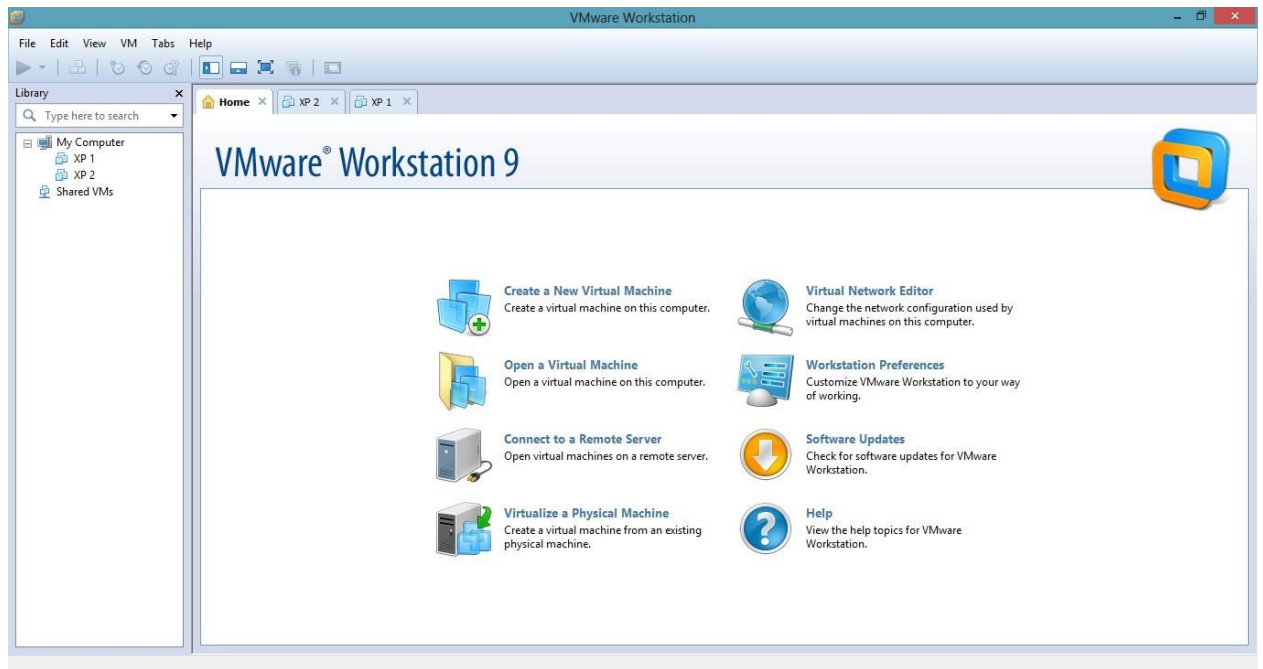 VMware Workstation
File Edit View VM Tabs Help
Library
Type here to search
My Computer
XP 1
XP 2
Shared VMs
Home XP 2 XP 1
VMware® Workstation 9
Create a New Virtual Machine
Create a virtual machine on this computer.
Open a Virtual Machine
Open a virtual machine on this computer.
Connect to a Remote Server
Open virtual machines on a remote server.
Virtualize a Physical Machine
Create a virtual machine from an existing
physical machine.
Virtual Network Editor
Change the network configuration used by
virtual machines on this computer.
Workstation Preferences
Customize VMware Workstation to your way
of working.
Software Updates
Check for software updates for VMware
Workstation.
Help
View the help topics for VMware
Workstation.